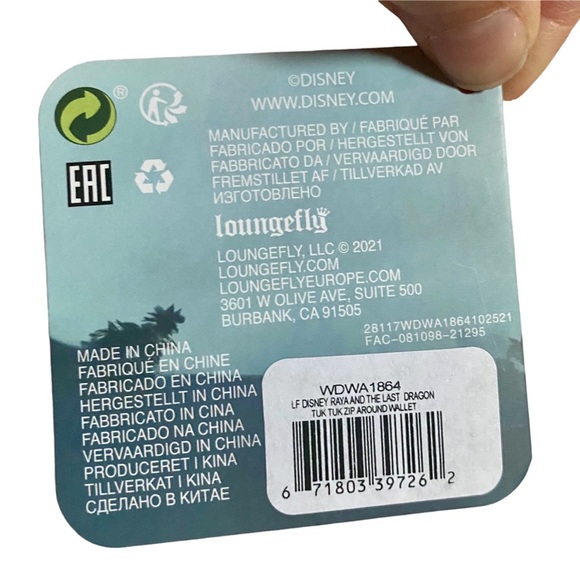 ®
EAC
©DISNEY
WWW.DISNEY.COM
MANUFACTURED BY / FABRIQUÉ PAR
FABRICADO POR / HERGESTELLT VON
FABBRICATO DA / VERVAARDIGD DOOR
FREMSTILLET AF / TILLVERKAD AV
ИЗГОТОВЛЕНО
loungefly
LOUNGEFLY, LLC © 2021
LOUNGEFLY.COM
LOUNGEFLYEUROPE.COM
3601 W OLIVE AVE, SUITE 500
BURBANK, CA 91505
28117WDWA1864102521
FAC-081098-21295
MADE IN CHINA
FABRIQUÉ EN CHINE
FABRICADO EN CHINA
HERGESTELLT IN CHINA
FABBRICATO IN CINA
FABRICADO NA CHINA
VERVAARDIGD IN CHINA
PRODUCERET I KINA
TILLVERKAT I KINA
СДЕЛАНО В КИТАЕ
WDWA1864
LF DISNEY RAYA AND THE LAST DRAGON
TUK TUK ZIP AROUND WALLET
6 71803 39726 2